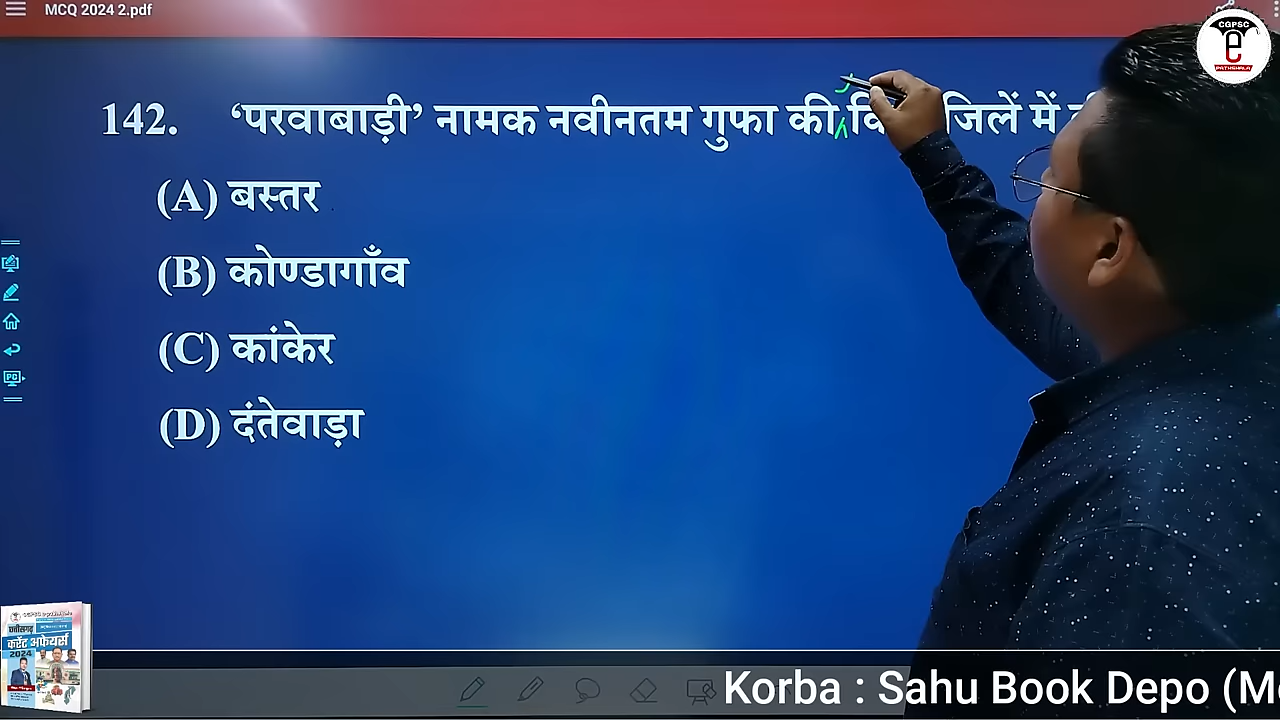 MCQ 2024 2.pdf
CGPSC
e
PATHSHALA
142. ‘परवाबाड़ी’ नामक नवीनतम गुफा की जिलें में
(A) बस्तर
(B) कोण्डागाँव
(C) कांकेर
(D) दंतेवाड़ा
करेंट अफेयर्स
2024
Korba : Sahu Book Depo